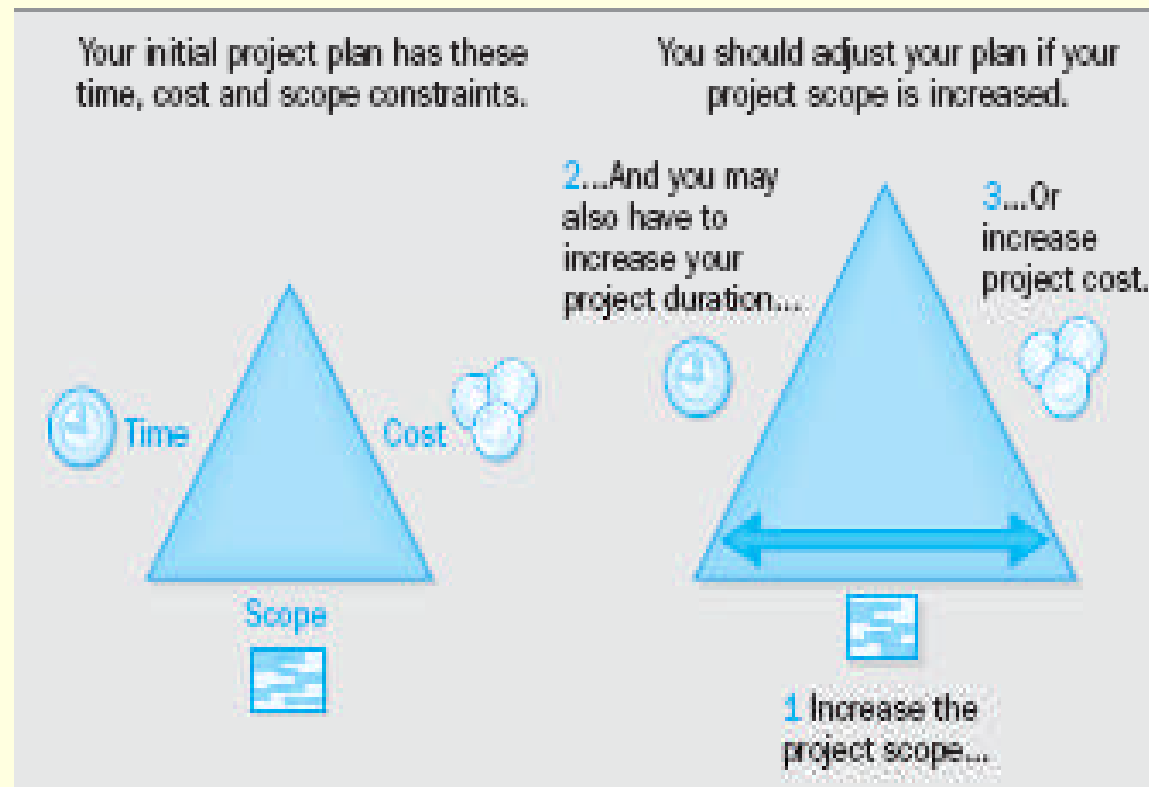 Your initial project plan has these
time, cost and scope constraints.
Time
Cost
Scope
You should adjust your plan if your
project scope is increased.
2...And you may
also have to
increase your
project duration...
3...Or
increase
project cost.
1 Increase the
project scope...